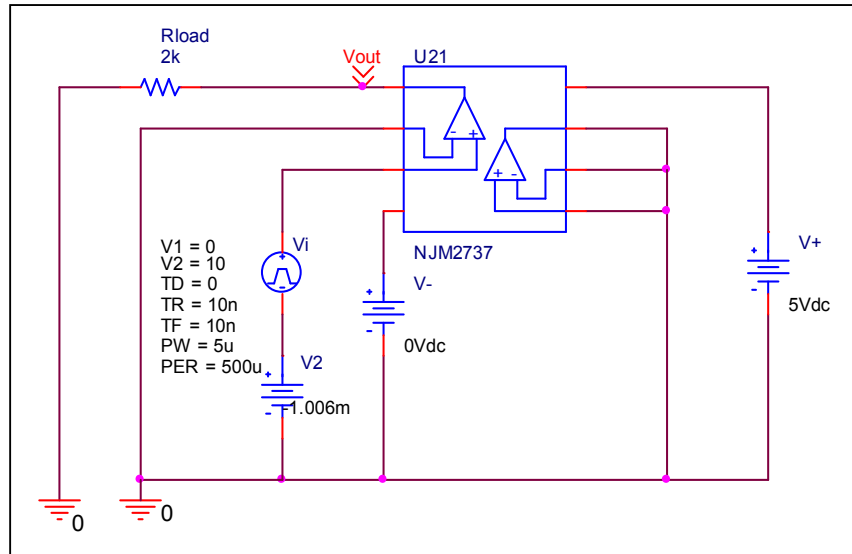 Rload
2k
Vout
U21
- +
+ -
NJM2737
V1 = 0
V2 = 10
TD = 0
TR = 10n
TF = 10n
PW = 5u
PER = 500u
Vi
+
-
V2
+
-
-1.006m
V-
+
-
0Vdc
V+
+
-
5Vdc
0
0